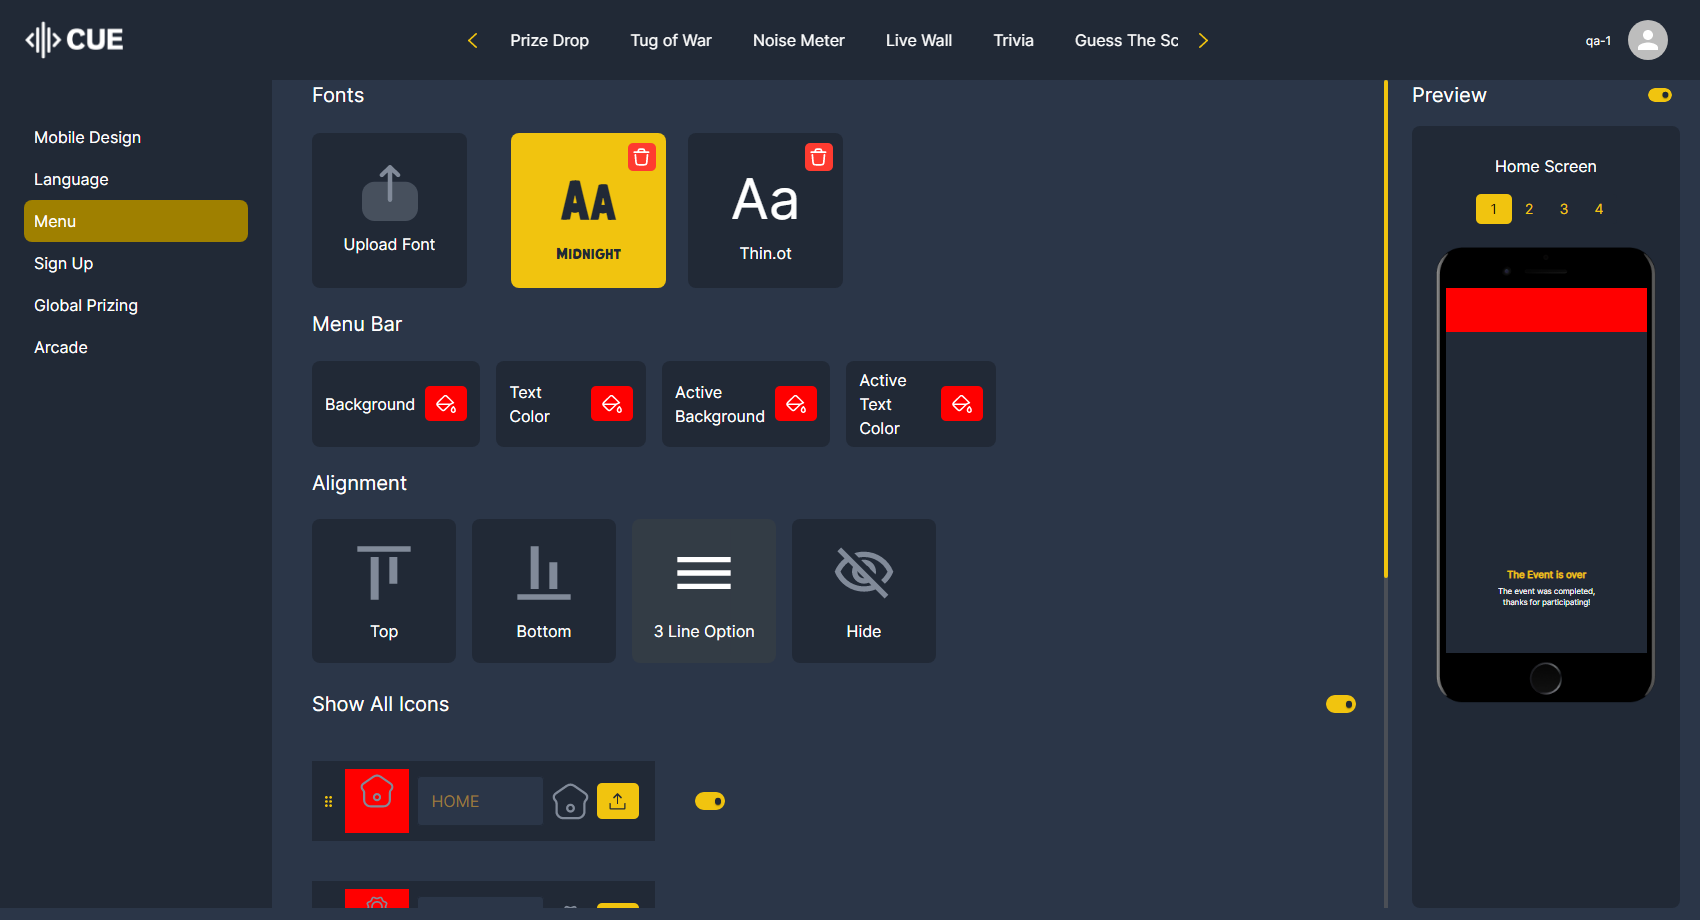 CUE
Prize Drop
Tug of War
Noise Meter
Live Wall
Trivia
Guess The Sc
qa-1
Mobile Design
Language
Menu
Sign Up
Global Prizing
Arcade
Fonts
Upload Font
AA
MIDNIGHT
Aa
Thin.ot
Menu Bar
Background
Text
Color
Active
Background
Active
Text
Color
Alignment
Top
Bottom
3 Line Option
Hide
Show All Icons
HOME
Preview
Home Screen
1 2 3 4
The Event is over
The event was completed,
thanks for participating!